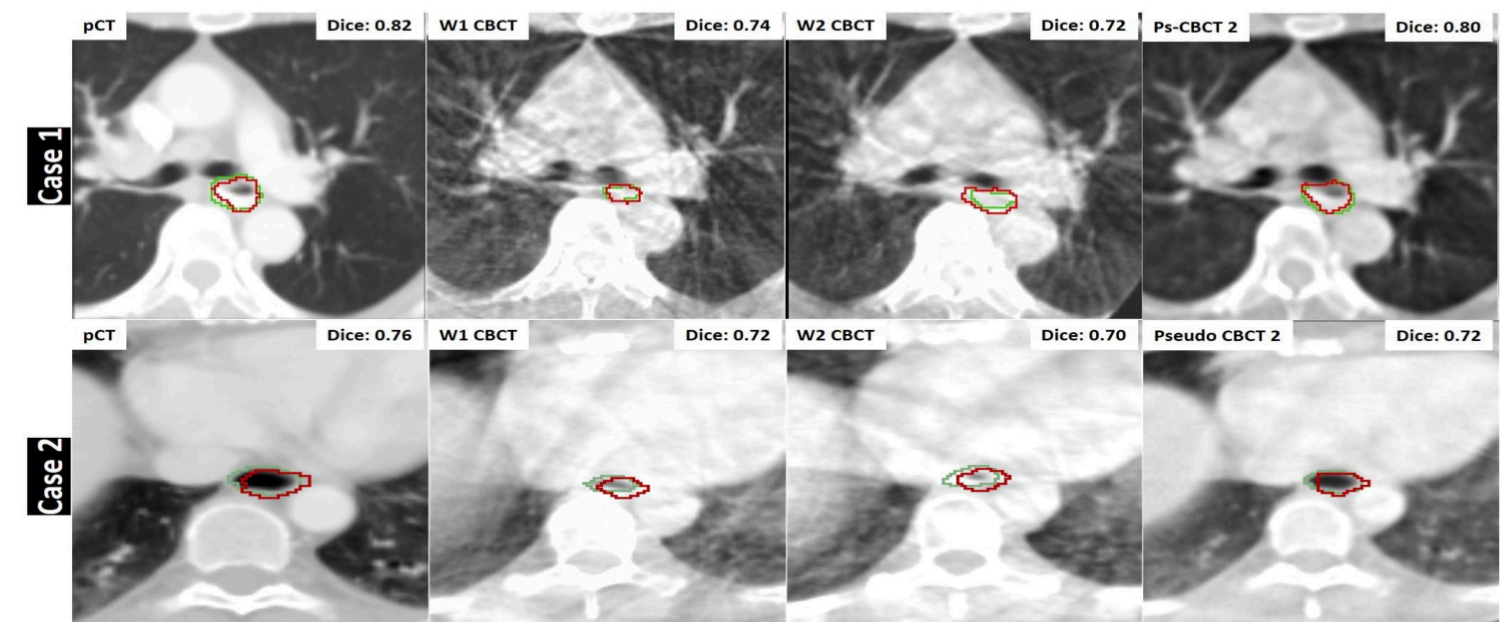 Case 1
pCT
Dice: 0.82
W1 CBCT
Dice: 0.74
W2 CBCT
Dice: 0.72
Ps-CBCT 2
Dice: 0.80
Case 2
pCT
Dice: 0.76
W1 CBCT
Dice: 0.72
W2 CBCT
Dice: 0.70
Pseudo CBCT 2
Dice: 0.72